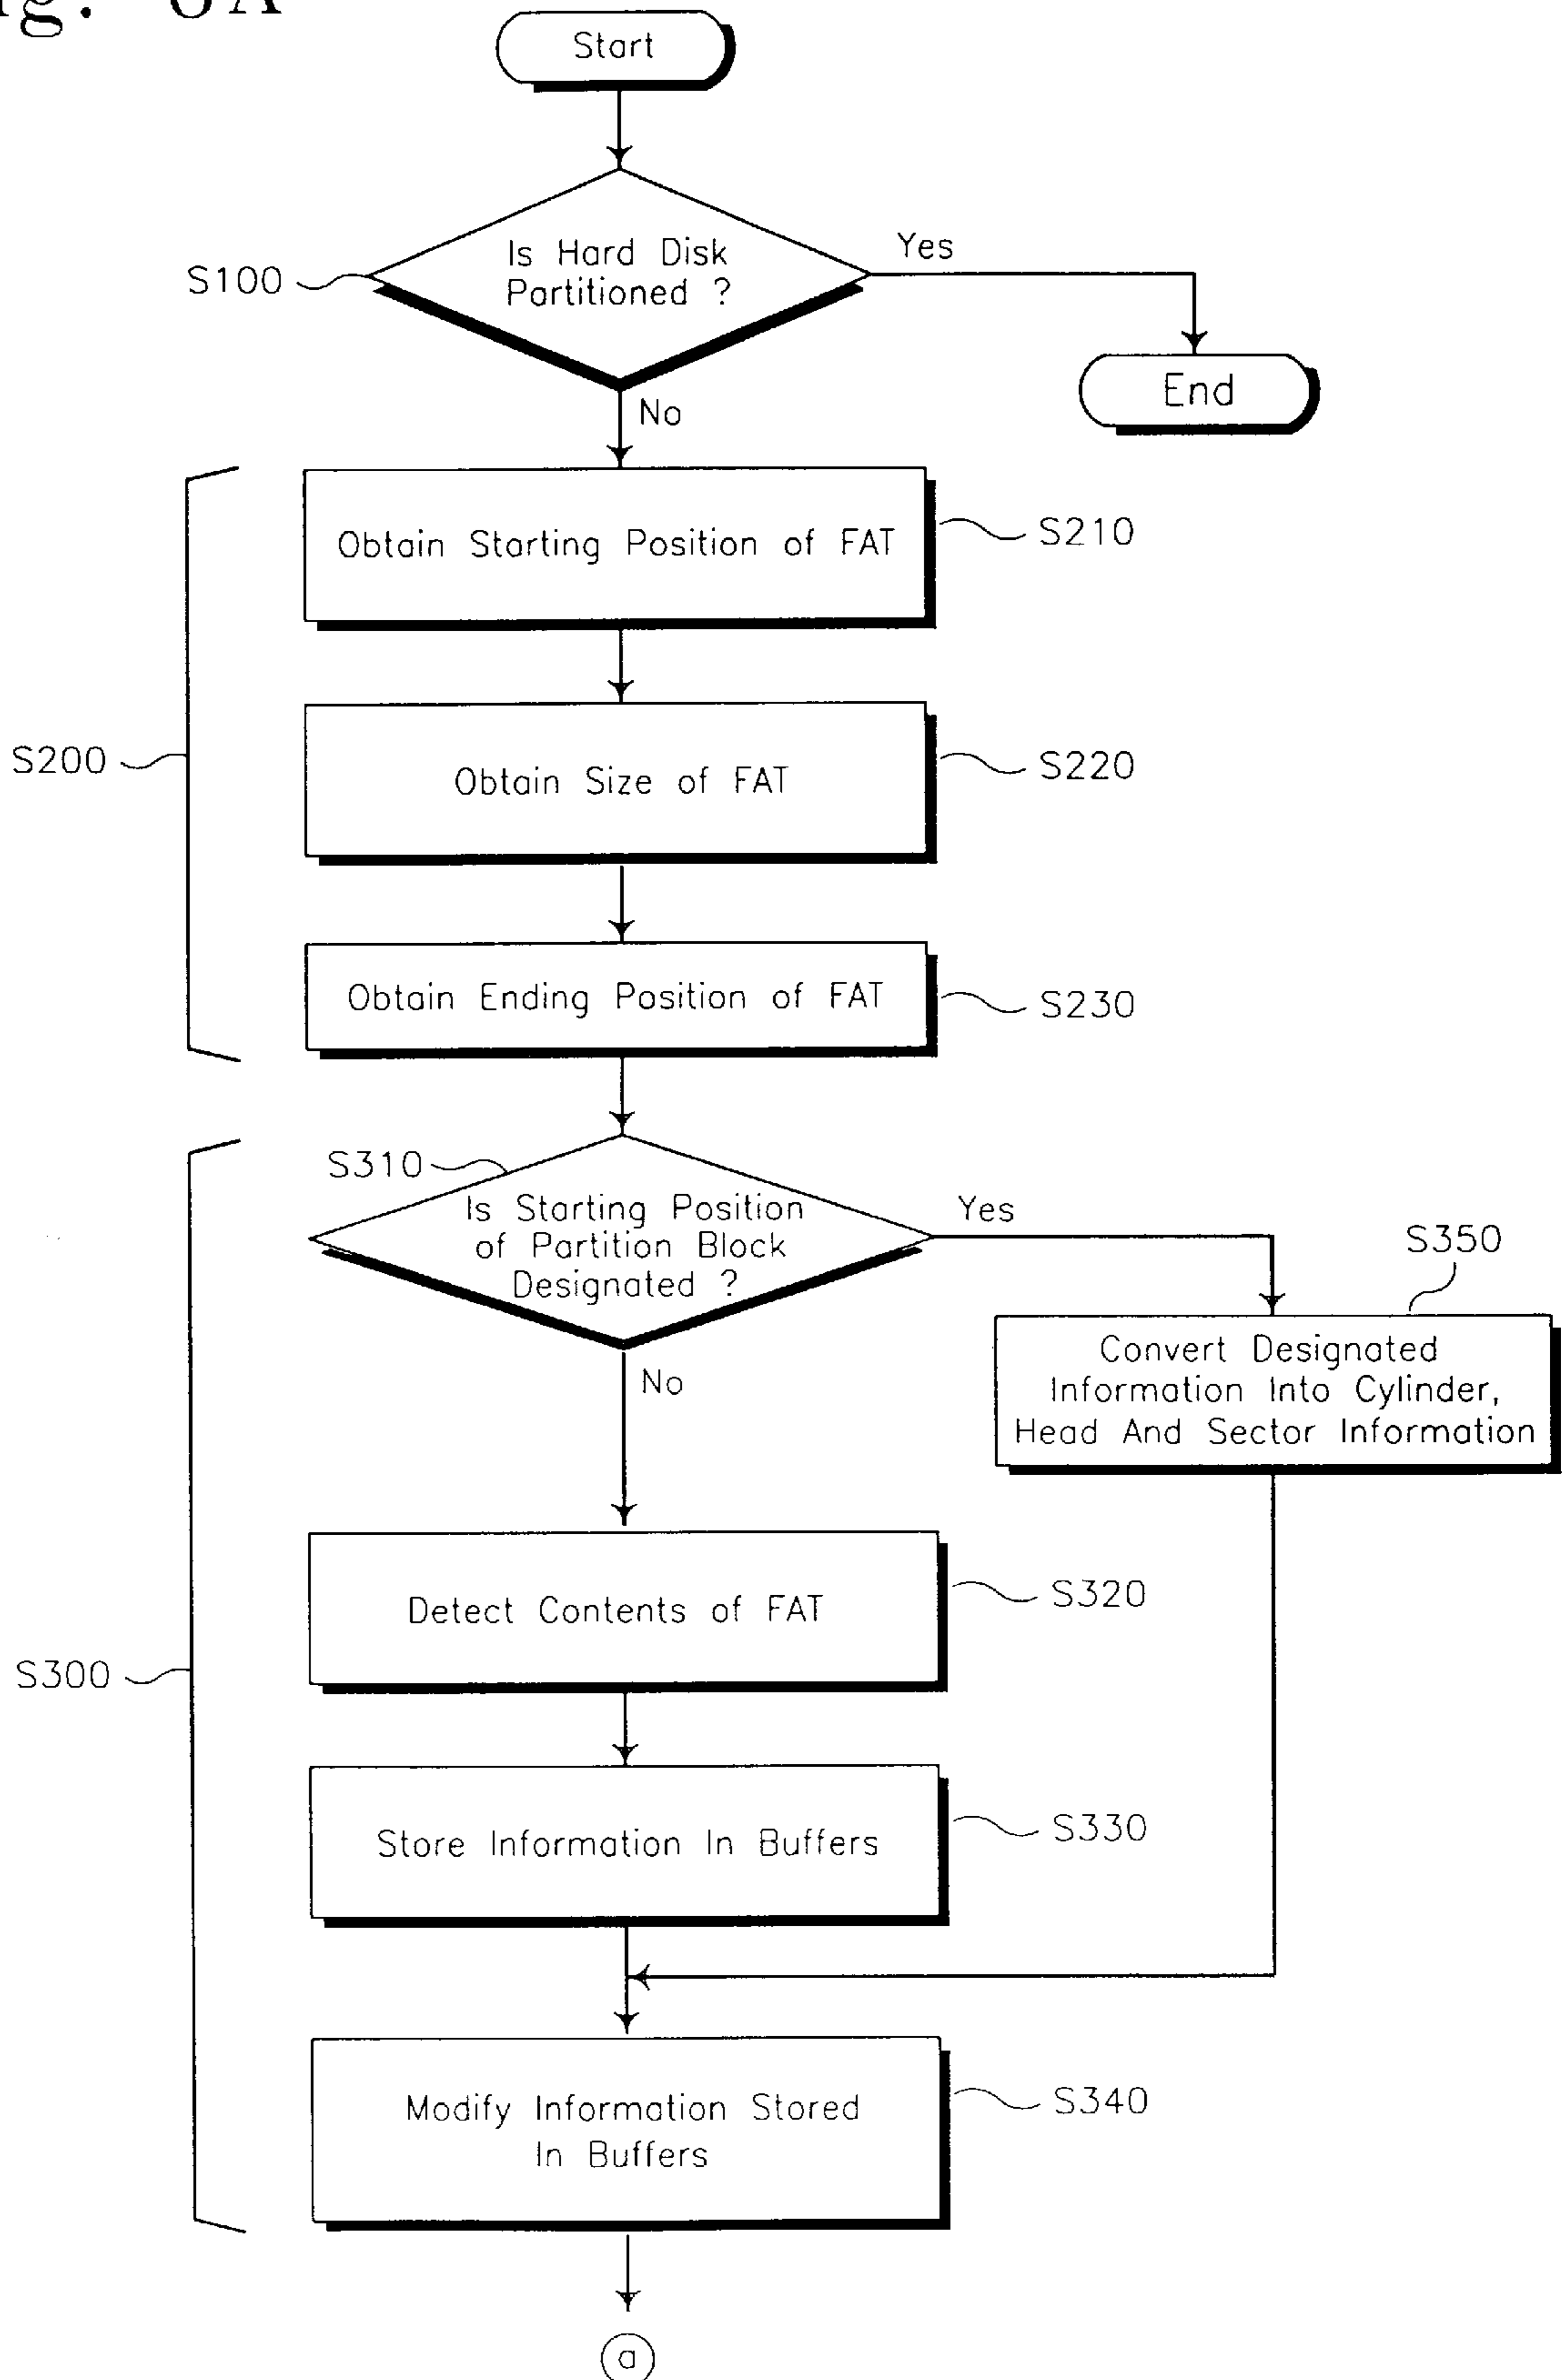 Start
Is Hard Disk
Partitioned ?
S100
Yes
End
No
Obtain Starting Position of FAT
S210
S200
Obtain Size of FAT
S220
Obtain Ending Position of FAT
S230
S310
Is Starting Position
of Partition Block
Designated ?
Yes
S350
Convert Designated
Information Into Cylinder,
Head And Sector Information
No
Detect Contents of FAT
S320
S300
Store Information In Buffers
S330
Modify Information Stored
In Buffers
S340
a